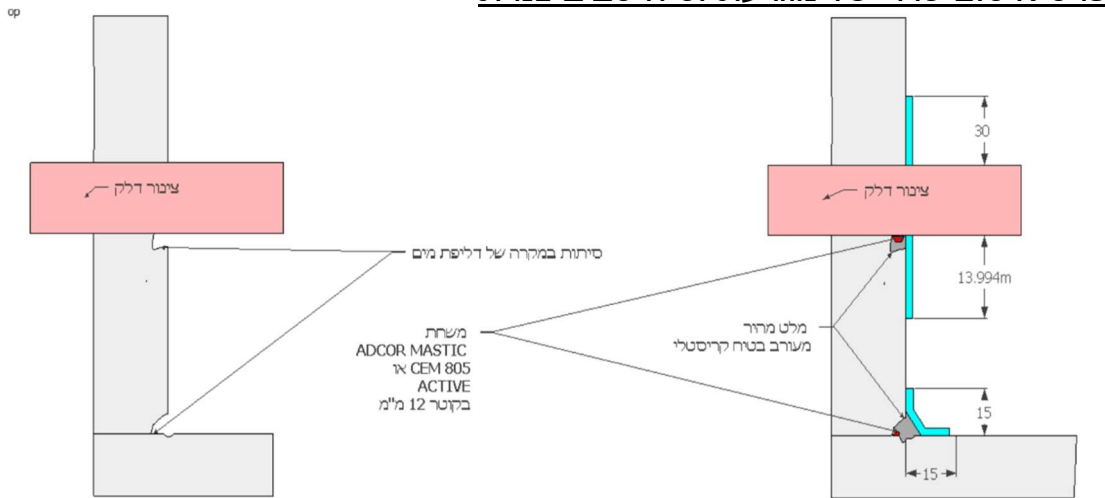 op
צינור דלק
סיתות במקרה של דליפת מים
משחת
ADCOR MASTIC
או CEM 805
ACTIVE
בקוטר 12 מ"מ
30
צינור דלק
13.994m
מלט מהיר
מעורב בטיח קריסטלי
15
15